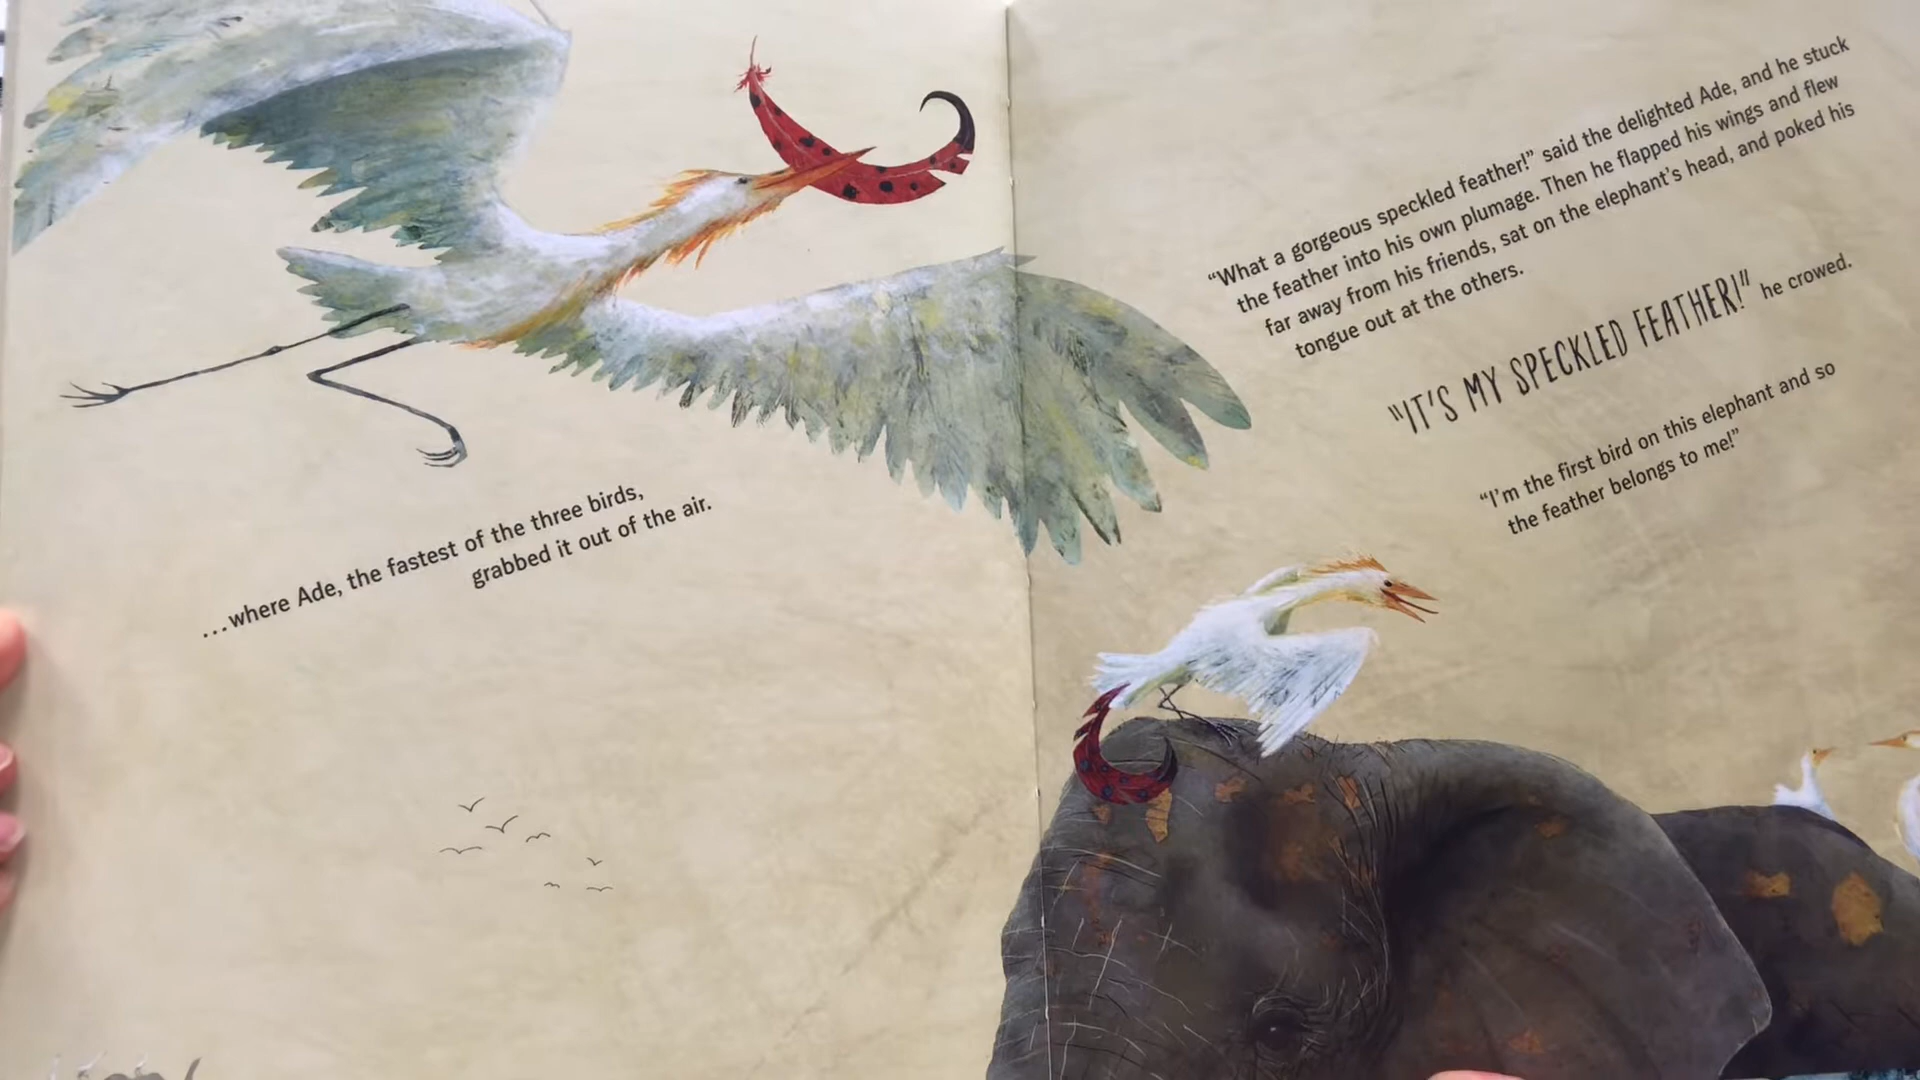 ...where Ade, the fastest of the three birds,
grabbed it out of the air.
“What a gorgeous speckled feather!” said the delighted Ade, and he stuck
the feather into his own plumage. Then he flapped his wings and flew
far away from his friends, sat on the elephant's head, and poked his
tongue out at the others.
“IT'S MY SPECKLED FEATHER!” he crowed.
“I'm the first bird on this elephant and so
the feather belongs to me!”